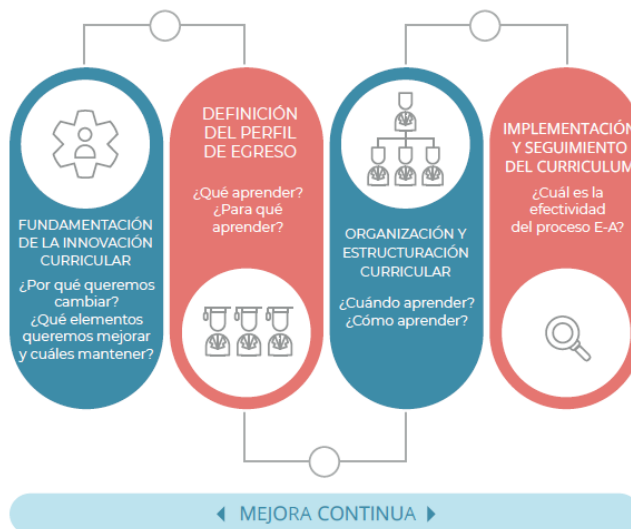 FUNDAMENTACIÓN
DE LA INNOVACIÓN
CURRICULAR
¿Por qué queremos
cambiar?
¿Qué elementos
queremos mejorar
y cuáles mantener?
DEFINICIÓN
DEL PERFIL
DE EGRESO
¿Qué aprender?
¿Para qué
aprender?
ORGANIZACIÓN Y
ESTRUCTURACIÓN
CURRICULAR
¿Cuándo aprender?
¿Cómo aprender?
IMPLEMENTACIÓN
Y SEGUIMIENTO
DEL CURRICULUM
¿Cuál es la
efectividad
del proceso E-A?
MEJORA CONTINUA